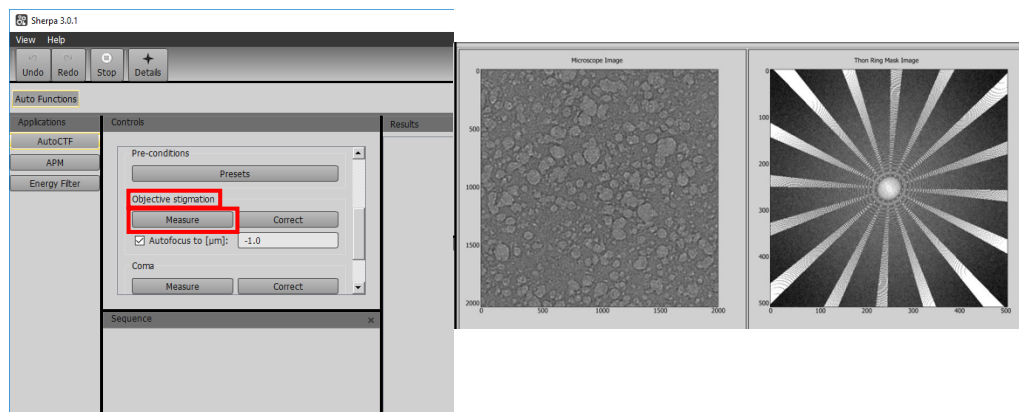 Sherpa 3.0.1
View Help
Undo Redo Stop Details
Auto Functions
Applications
AutoCTF
APM
Energy Filter
Controls
Pre-conditions
Presets
Objective stigmation
Measure Correct
Autofocus to [μm]: -1.0
Coma
Measure Correct
Sequence
Results
Microscope Image
0
500
1000
1500
2000
0 500 1000 1500 2000
Thon Ring Mask Image
0
100
200
300
400
500
0 100 200 300 400 500